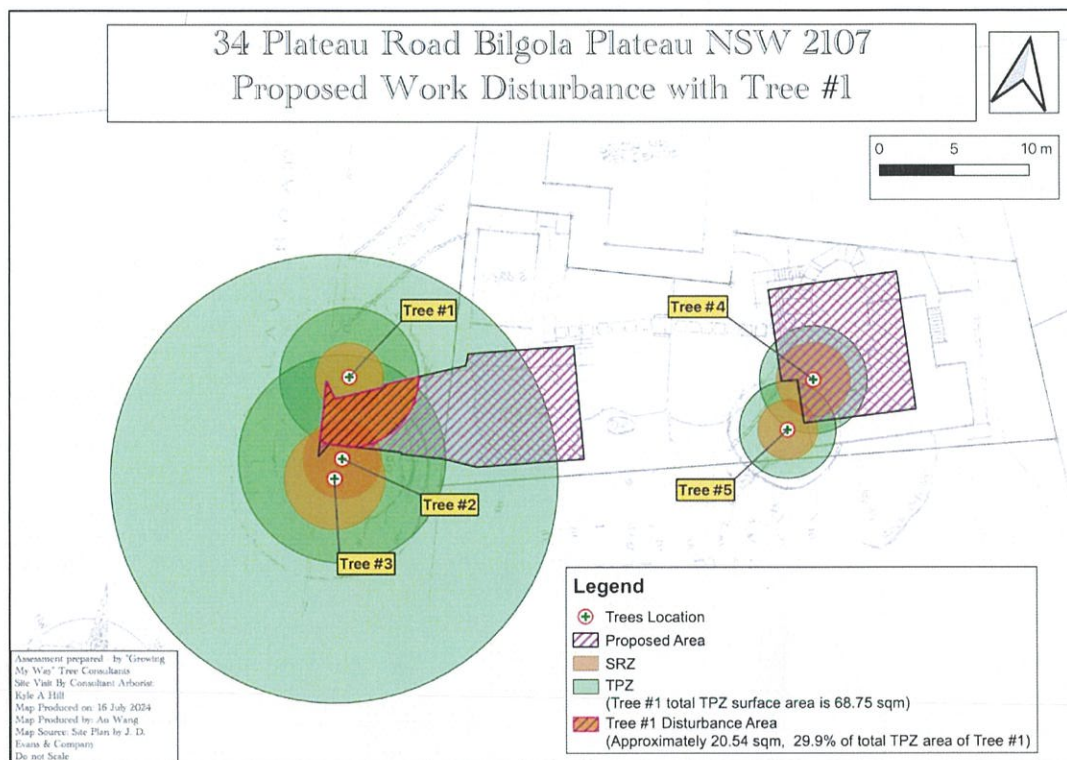 34 Plateau Road Bilgola Plateau NSW 2107
Proposed Work Disturbance with Tree #1
0 5 10 m
Tree #1
Tree #4
Tree #2
Tree #5
Tree #3
Legend
Trees Location
Proposed Area
SRZ
TPZ
(Tree #1 total TPZ surface area is 68.75 sqm)
Tree #1 Disturbance Area
(Approximately 20.54 sqm, 29.9% of total TPZ area of Tree #1)
Assessment prepared by "Growing
My Way" Tree Consultants
Site Visit By Consultant Arborist:
Kyle A Hill
Map Produced on: 16 July 2024
Map Produced by: Au Wang
Map Source: Site Plan by J. D.
Evans & Company
Do not Scale